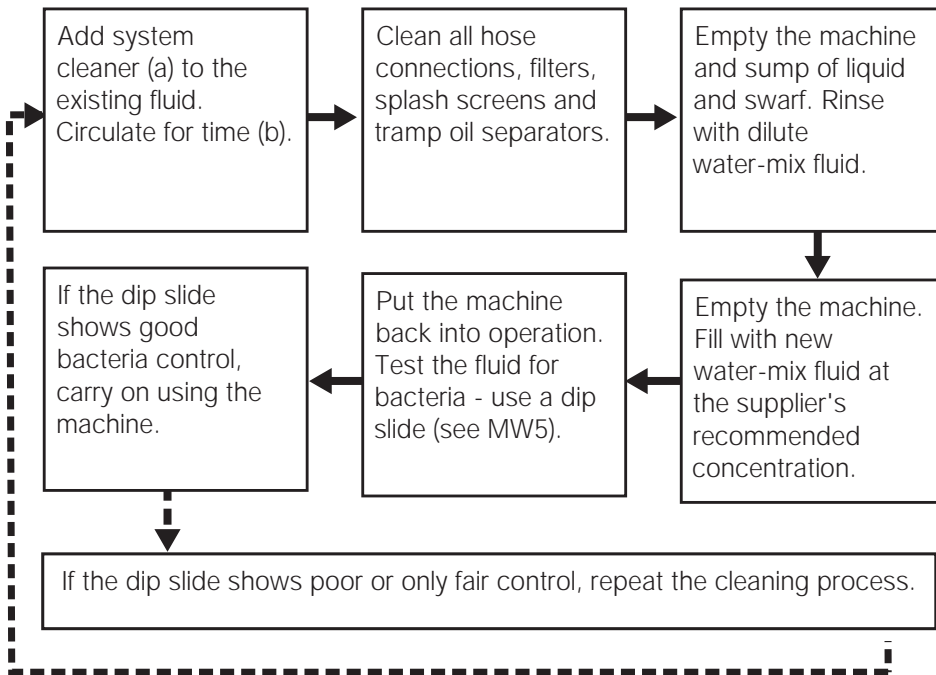 Add system
cleaner (a) to the
existing fluid.
Circulate for time (b).
Clean all hose
connections, filters,
splash screens and
tramp oil separators.
Empty the machine
and sump of liquid
and swarf. Rinse
with dilute
water-mix fluid.
Empty the machine.
Fill with new
water-mix fluid at
the supplier's
recommended
concentration.
Put the machine
back into operation.
Test the fluid for
bacteria - use a dip
slide (see MW5).
If the dip slide
shows good
bacteria control,
carry on using the
machine.
If the dip slide shows poor or only fair control, repeat the cleaning process.